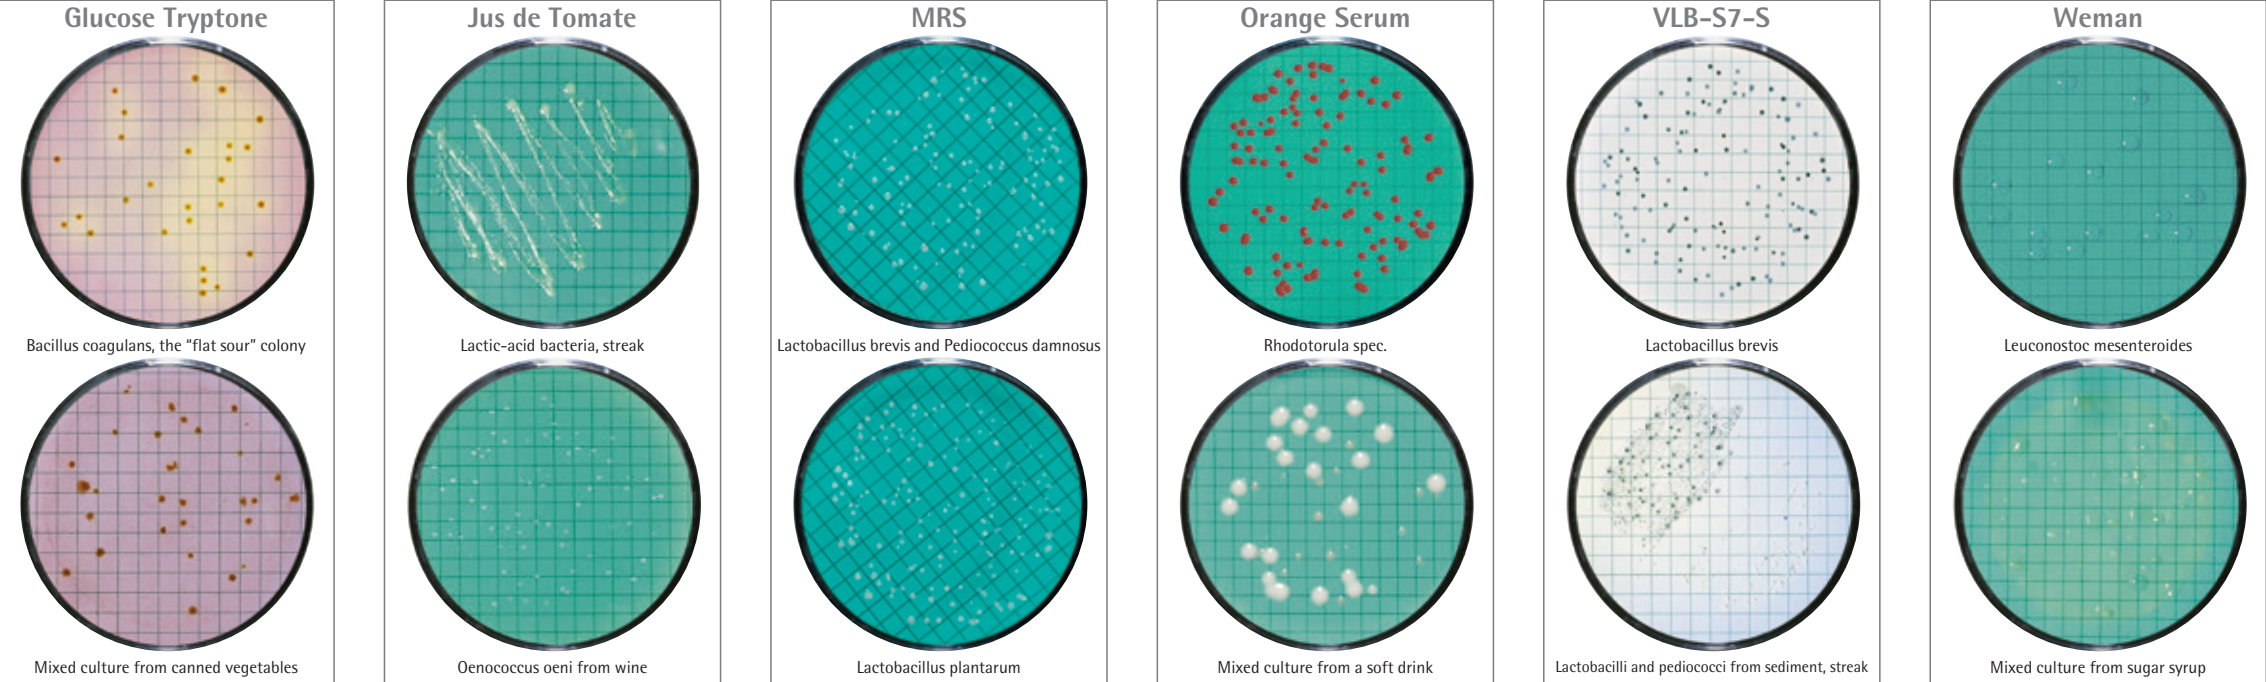 Glucose Tryptone
Jus de Tomate
MRS
Orange Serum
VLB-S7-S
Weman
Bacillus coagulans, the “flat sour” colony
Lactic-acid bacteria, streak
Lactobacillus brevis and Pediococcus damnosus
Rhodotorula spec.
Lactobacillus brevis
Leuconostoc mesenteroides
Mixed culture from canned vegetables
Oenococcus oeni from wine
Lactobacillus plantarum
Mixed culture from a soft drink
Lactobacilli and pediococci from sediment, streak
Mixed culture from sugar syrup